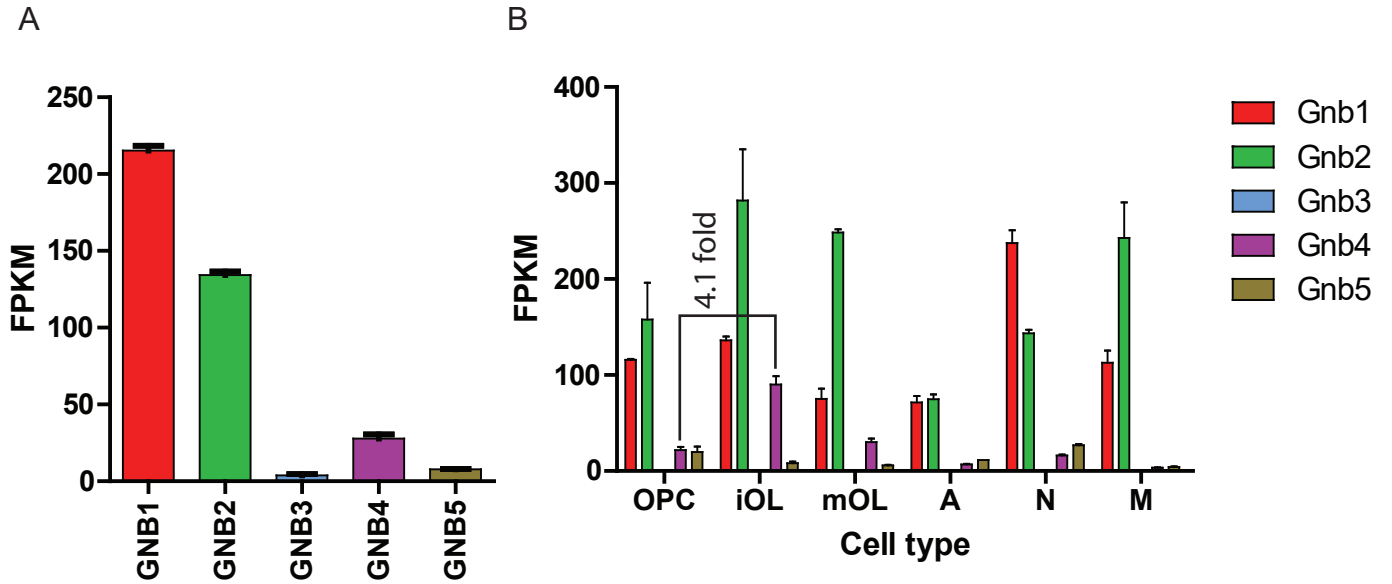 A
FPKM
250
200
150
100
50
0
GNB1
GNB2
GNB3
GNB4
GNB5
B
FPKM
400
300
200
100
0
4.1 fold
OPC iOL mOL A N M
Cell type
Gnb1
Gnb2
Gnb3
Gnb4
Gnb5